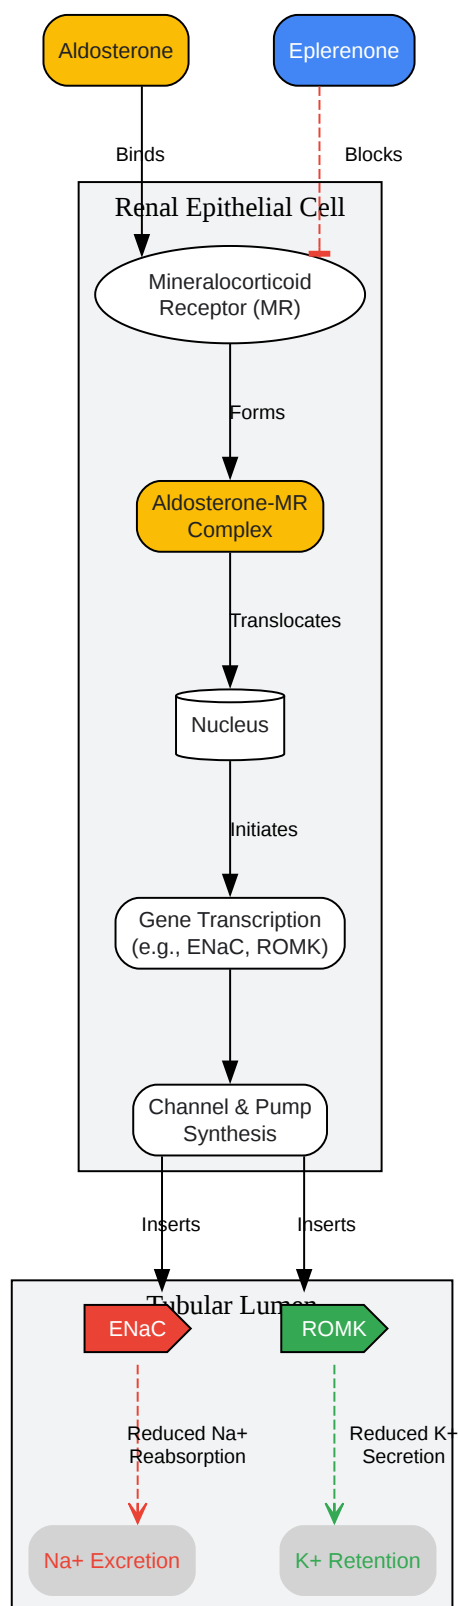 Aldosterone
Eplerenone
Binds
Blocks
Renal Epithelial Cell
Mineralocorticoid
Receptor (MR)
Forms
Aldosterone-MR
Complex
Translocates
Nucleus
Initiates
Gene Transcription
(e.g., ENaC, ROMK)
Channel & Pump
Synthesis
Inserts
Inserts
Tubular Lumen
ENaC
ROMK
Reduced Na+
Reabsorption
Reduced K+
Secretion
Na+ Excretion
K+ Retention